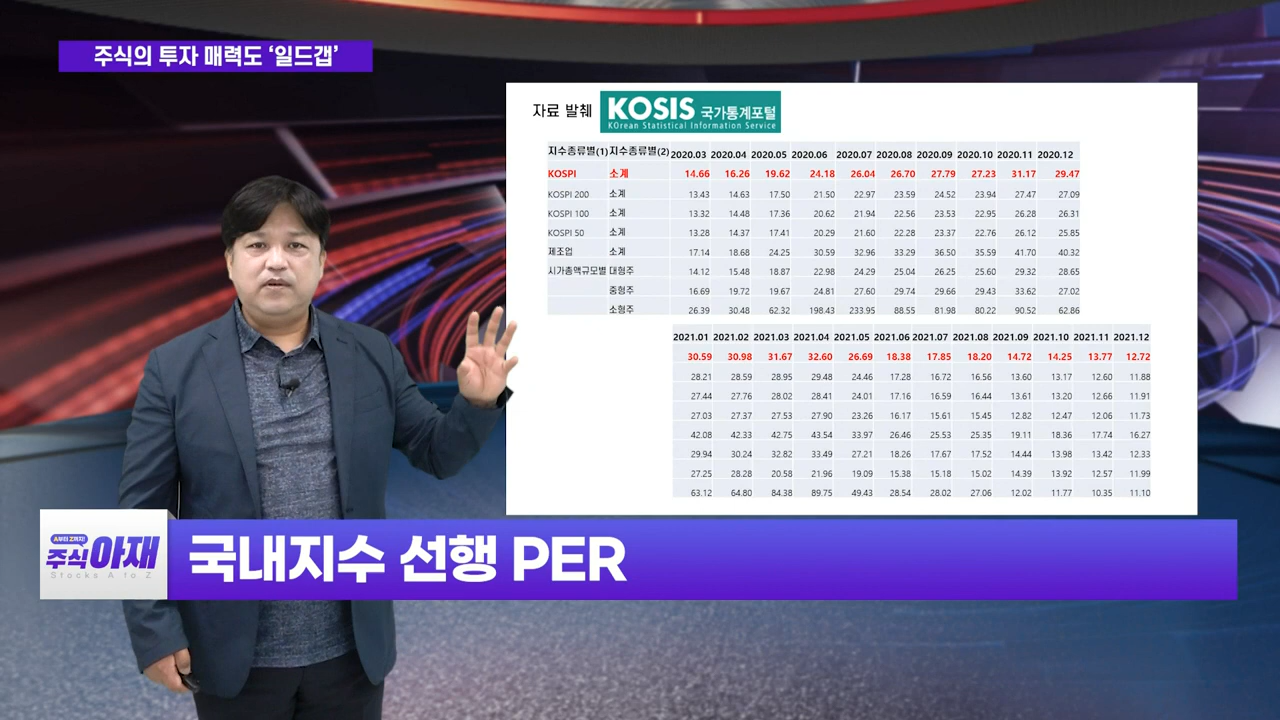 주식의 투자 매력도 ‘일드갭’
자료 발췌 KOSIS 국가통계포털
KOrean Statistical Information Service
지수종류별(1) 지수종류별(2) 2020.03 2020.04 2020.05 2020.06 2020.07 2020.08 2020.09 2020.10 2020.11 2020.12
KOSPI 소계 14.66 16.26 19.62 24.18 26.04 26.70 27.79 27.23 31.17 29.47
KOSPI 200 소계 13.43 14.63 17.50 21.50 22.97 23.59 24.52 23.94 27.47 27.09
KOSPI 100 소계 13.32 14.48 17.36 20.62 21.94 22.56 23.53 22.95 26.28 26.31
KOSPI 50 소계 13.28 14.37 17.41 20.29 21.60 22.28 23.37 22.76 26.12 25.85
제조업 소계 17.14 18.68 24.25 30.59 32.96 33.29 36.50 35.59 41.70 40.32
시가총액규모별 대형주 14.12 15.48 18.87 22.98 24.29 25.04 26.25 25.60 29.32 28.65
중형주 16.69 19.72 19.67 24.81 27.60 29.74 29.66 29.43 33.62 27.02
소형주 26.39 30.48 62.32 198.43 233.95 88.55 81.98 80.22 90.52 62.86
2021.01 2021.02 2021.03 2021.04 2021.05 2021.06 2021.07 2021.08 2021.09 2021.10 2021.11 2021.12
30.59 30.98 31.67 32.60 26.69 18.38 17.85 18.20 14.72 14.25 13.77 12.72
28.21 28.59 28.95 29.48 24.46 17.28 16.72 16.56 13.60 13.17 12.60 11.88
27.44 27.76 28.02 28.41 24.01 17.16 16.59 16.44 13.61 13.20 12.66 11.91
27.03 27.37 27.53 27.90 23.26 16.17 15.61 15.45 12.82 12.47 12.06 11.73
42.08 42.33 42.75 43.54 33.97 26.46 25.53 25.35 19.11 18.36 17.74 16.27
29.94 30.24 32.82 33.49 27.21 18.26 17.67 17.52 14.44 13.98 13.42 12.33
27.25 28.28 20.58 21.96 19.09 15.38 15.18 15.02 14.39 13.92 12.57 11.99
63.12 64.80 84.38 89.75 49.43 28.54 28.02 27.06 12.02 11.77 10.35 11.10
A부터 Z까지!
주식아재
Stocks A to Z
국내지수 선행 PER